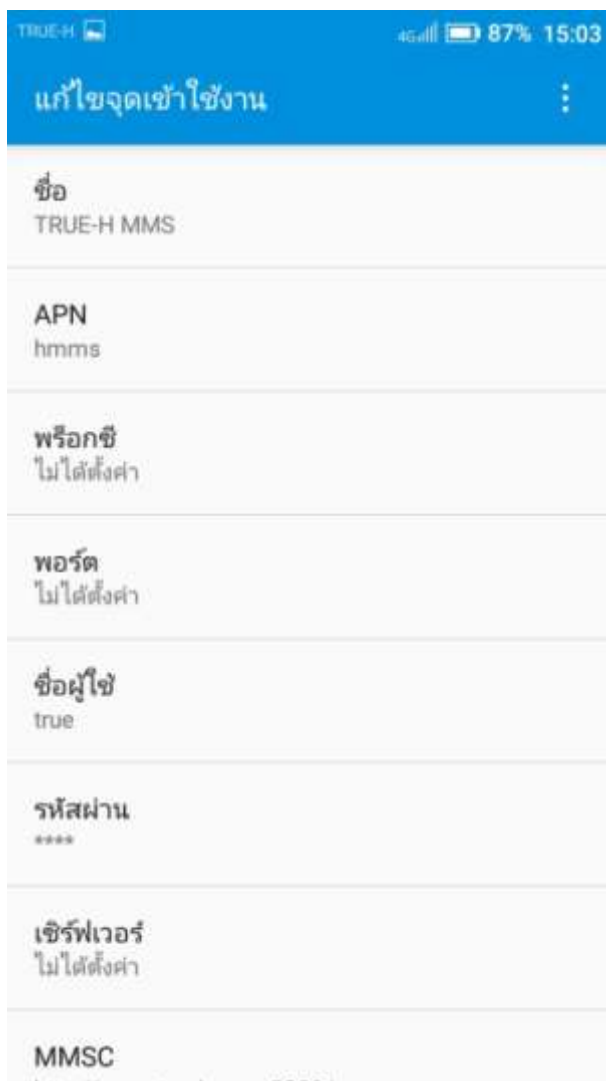 TRUE-H 4G 87% 15:03
แก้ไขจุดเข้าใช้งาน
ชื่อ
TRUE-H MMS
APN
hmms
พร็อกซี
ไม่ได้ตั้งค่า
พอร์ต
ไม่ได้ตั้งค่า
ชื่อผู้ใช้
true
รหัสผ่าน
****
เซิร์ฟเวอร์
ไม่ได้ตั้งค่า
MMSC